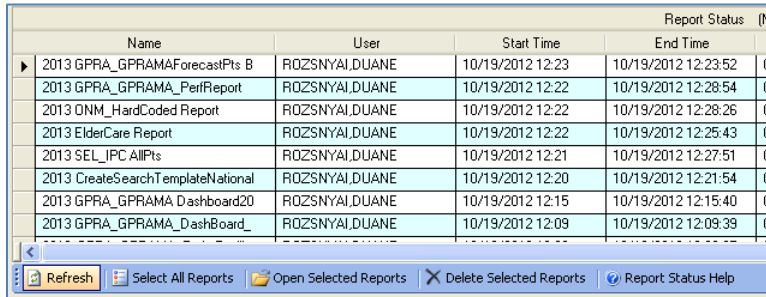 Report Status
Name User Start Time End Time
2013 GPRA_GPRAMAForecastPts B ROZSNYAI,DUANE 10/19/2012 12:23 10/19/2012 12:23:52
2013 GPRA_GPRAMA_PerfReport ROZSNYAI,DUANE 10/19/2012 12:22 10/19/2012 12:28:54
2013 ONM_HardCoded Report ROZSNYAI,DUANE 10/19/2012 12:22 10/19/2012 12:28:26
2013 ElderCare Report ROZSNYAI,DUANE 10/19/2012 12:22 10/19/2012 12:25:43
2013 SEL_IPC AllPts ROZSNYAI,DUANE 10/19/2012 12:21 10/19/2012 12:27:51
2013 CreateSearchTemplateNational ROZSNYAI,DUANE 10/19/2012 12:20 10/19/2012 12:21:54
2013 GPRA_GPRAMA Dashboard20 ROZSNYAI,DUANE 10/19/2012 12:15 10/19/2012 12:15:40
2013 GPRA_GPRAMA_DashBoard_ ROZSNYAI,DUANE 10/19/2012 12:09 10/19/2012 12:09:39
Refresh Select All Reports Open Selected Reports Delete Selected Reports Report Status Help